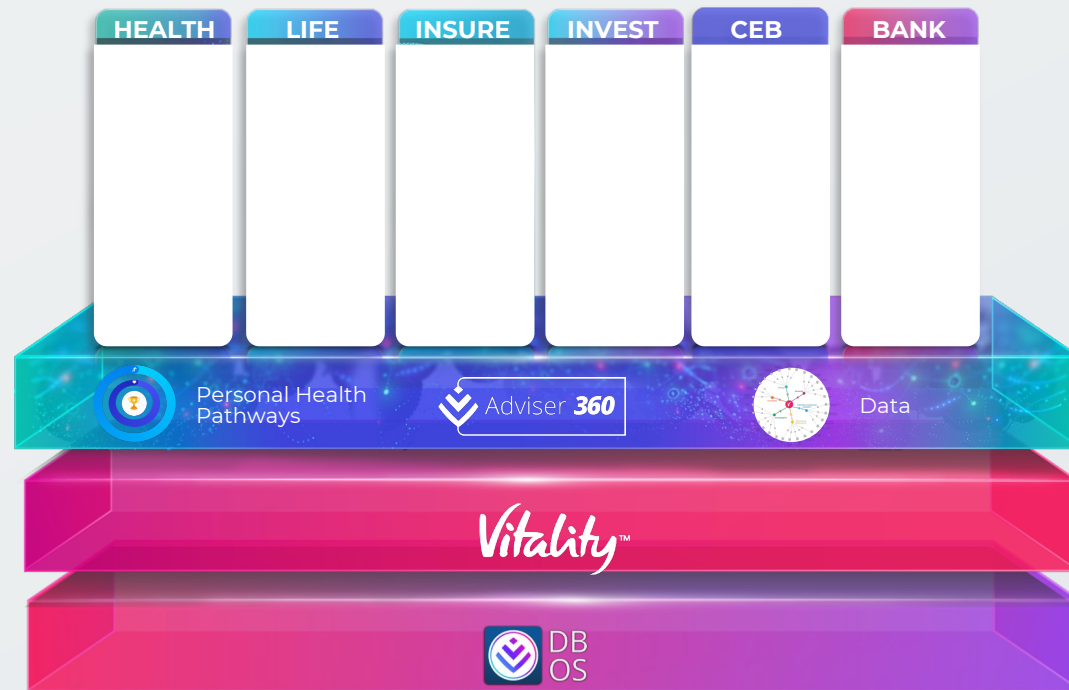 HEALTH
LIFE
INSURE
INVEST
CEB
BANK
Personal Health
Pathways
Adviser 360
Data
Vitality™
DB
OS